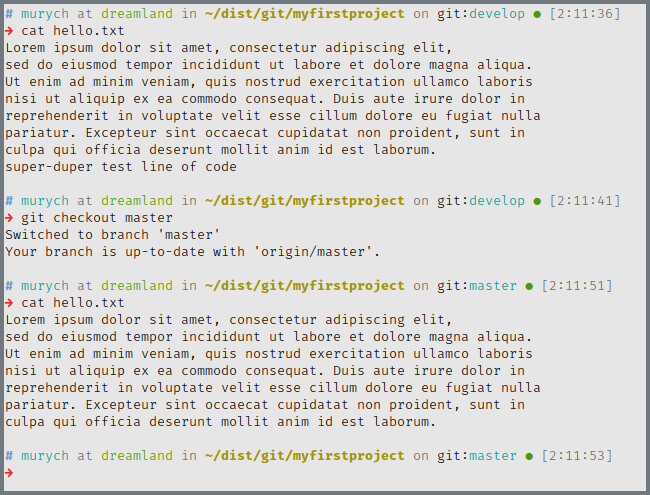 # murych at dreamland in ~/dist/git/myfirstproject on git:develop ● [2:11:36]
➜ cat hello.txt
Lorem ipsum dolor sit amet, consectetur adipiscing elit,
sed do eiusmod tempor incididunt ut labore et dolore magna aliqua.
Ut enim ad minim veniam, quis nostrud exercitation ullamco laboris
nisi ut aliquip ex ea commodo consequat. Duis aute irure dolor in
reprehenderit in voluptate velit esse cillum dolore eu fugiat nulla
pariatur. Excepteur sint occaecat cupidatat non proident, sunt in
culpa qui officia deserunt mollit anim id est laborum.
super-duper test line of code
# murych at dreamland in ~/dist/git/myfirstproject on git:develop ● [2:11:41]
➜ git checkout master
Switched to branch 'master'
Your branch is up-to-date with 'origin/master'.
# murych at dreamland in ~/dist/git/myfirstproject on git:master ● [2:11:51]
➜ cat hello.txt
Lorem ipsum dolor sit amet, consectetur adipiscing elit,
sed do eiusmod tempor incididunt ut labore et dolore magna aliqua.
Ut enim ad minim veniam, quis nostrud exercitation ullamco laboris
nisi ut aliquip ex ea commodo consequat. Duis aute irure dolor in
reprehenderit in voluptate velit esse cillum dolore eu fugiat nulla
pariatur. Excepteur sint occaecat cupidatat non proident, sunt in
culpa qui officia deserunt mollit anim id est laborum.
# murych at dreamland in ~/dist/git/myfirstproject on git:master ● [2:11:53]
➜